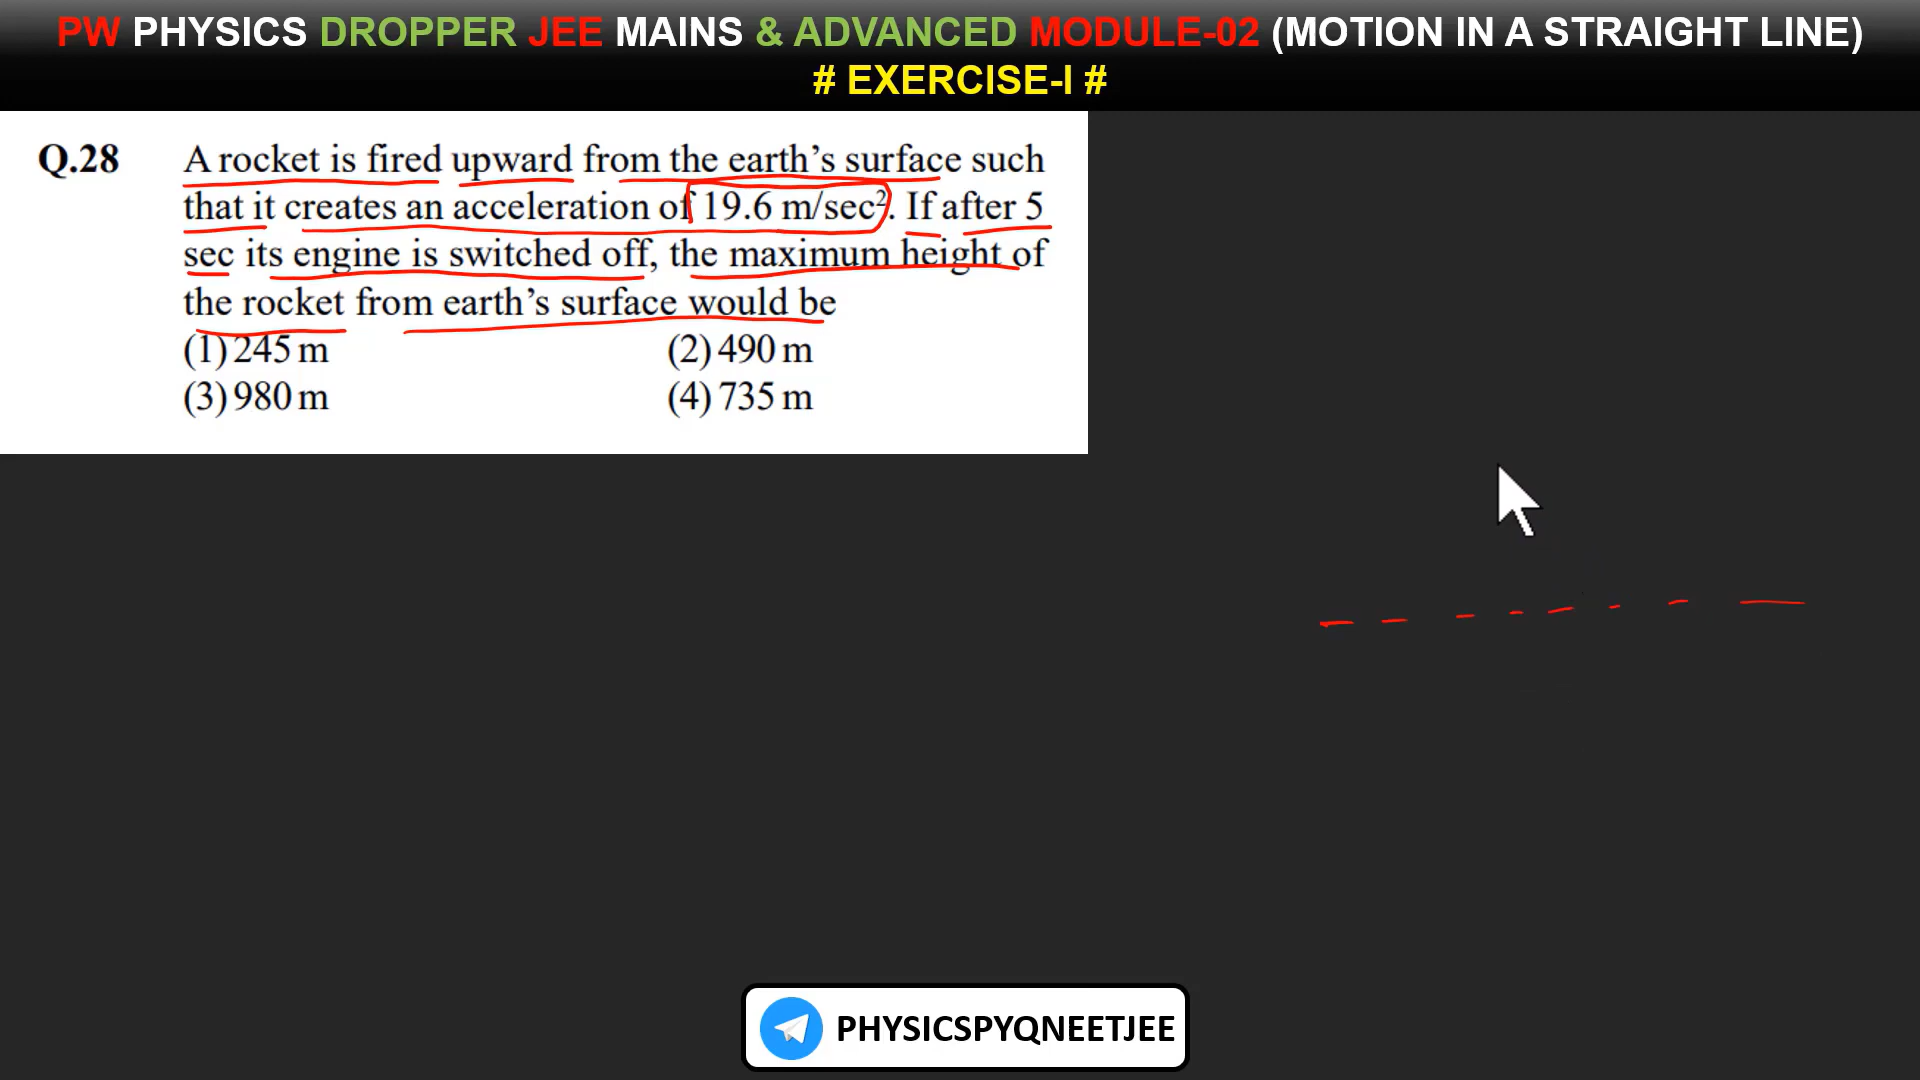 PW PHYSICS DROPPER JEE MAINS & ADVANCED MODULE-02 (MOTION IN A STRAIGHT LINE)
# EXERCISE-I #
Q.28 A rocket is fired upward from the earth’s surface such
that it creates an acceleration of 19.6 m/sec². If after 5
sec its engine is switched off, the maximum height of
the rocket from earth’s surface would be
(1) 245 m (2) 490 m
(3) 980 m (4) 735 m
PHYSICSPYQNEETJEE